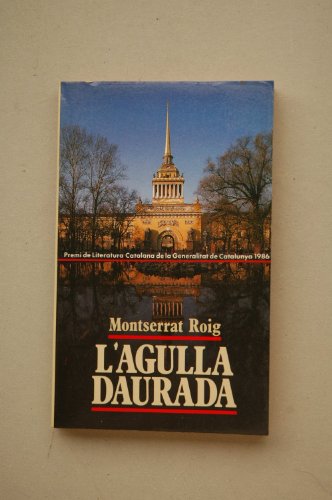 Premi de Literatura Catalana de la Generalitat de Catalunya 1986
Montserrat Roig
L'AGULLA
DAURADA